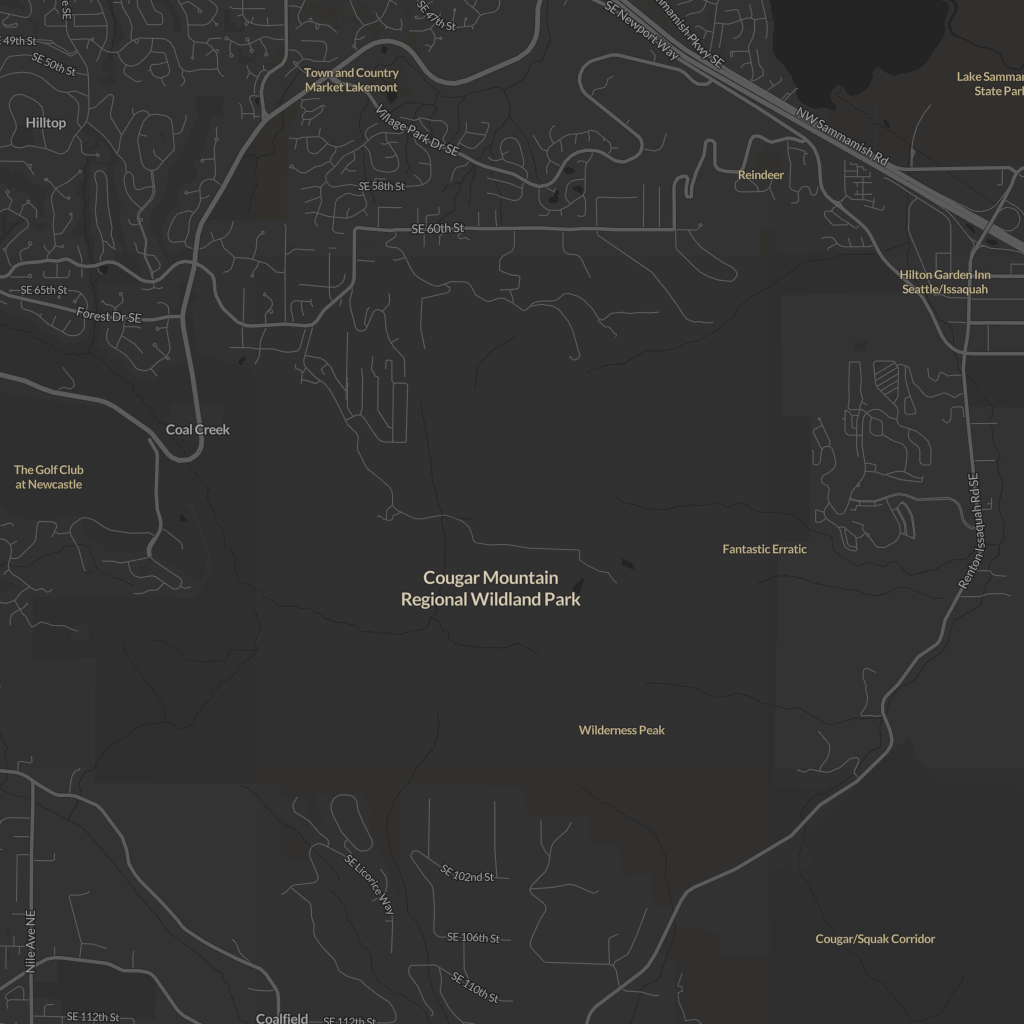 SE 47th St
SE Newport Way
mmamish Pkwy SE
e SE
49th St
SE 50th St
Town and Country
Market Lakemont
Lake Sammam
State Park
Hilltop
Village Park Dr SE
NW Sammamish Rd
Reindeer
SE 58th St
SE 60th St
SE 65th St
Hilton Garden Inn
Seattle/Issaquah
Forest Dr SE
Coal Creek
The Golf Club
at Newcastle
Renton Issaquah Rd SE
Fantastic Erratic
Cougar Mountain
Regional Wildland Park
Wilderness Peak
SE Licorice Way
SE 102nd St
Nile Ave NE
SE 106th St
Cougar/Squak Corridor
SE 110th St
SE 112th St
Coalfield
SE 112th St